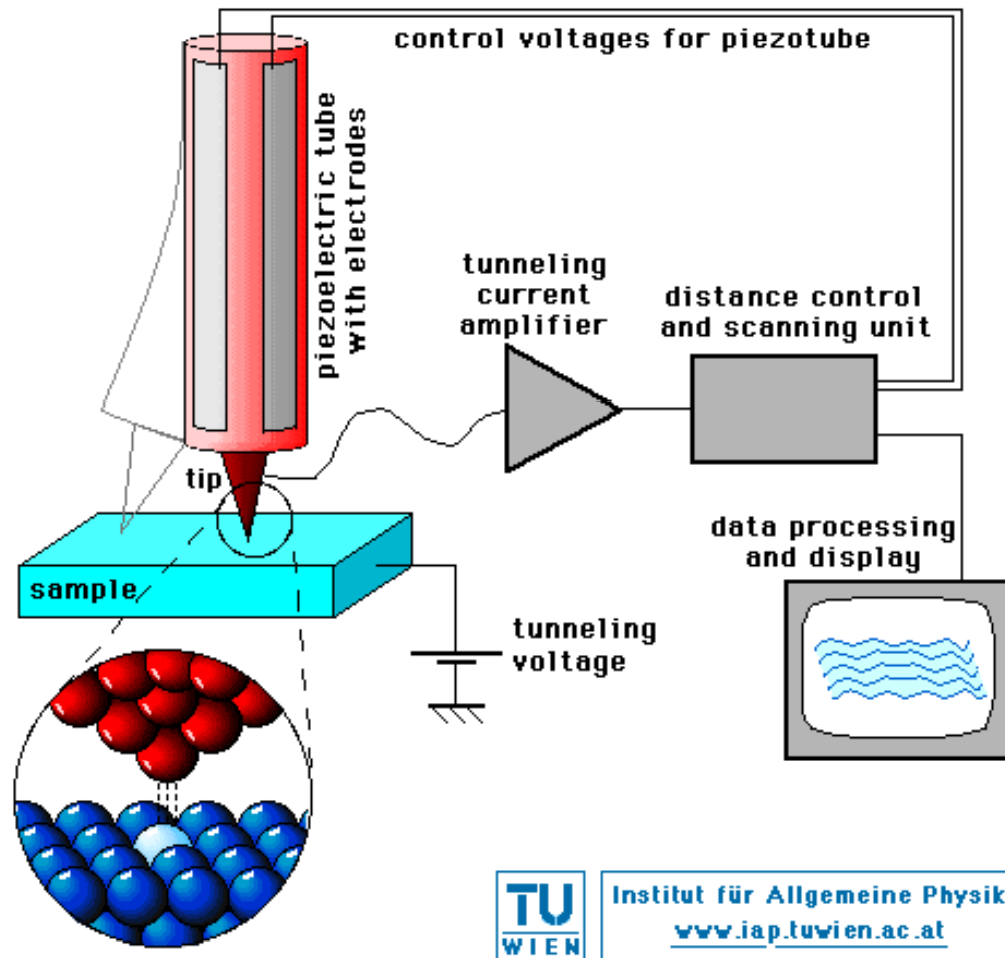 control voltages for piezotube
piezoelectric tube
with electrodes
tunneling
current
amplifier
distance control
and scanning unit
tip
data processing
and display
sample
tunneling
voltage
TU
WIEN
Institut für Allgemeine Physik
www.iap.tuwien.ac.at